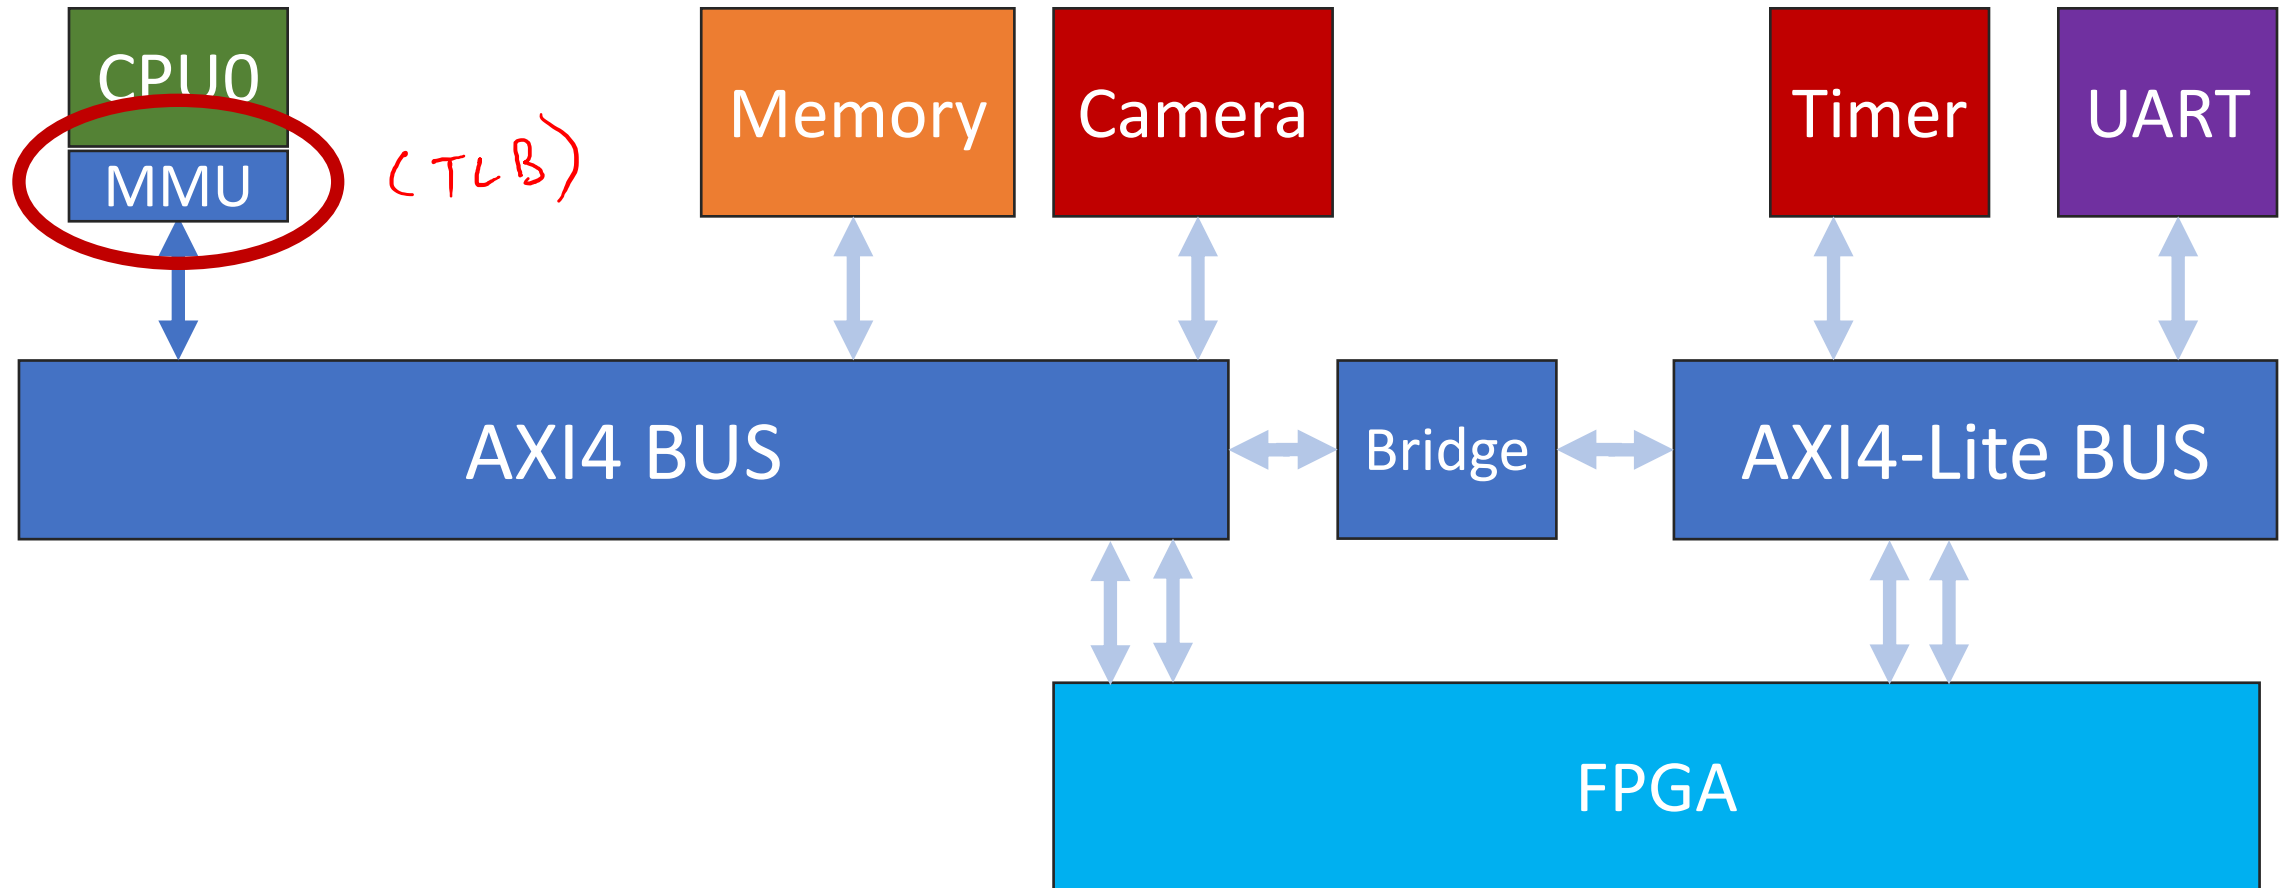 CPU0
MMU
(TLB)
Memory
Camera
Timer
UART
AXI4 BUS
Bridge
AXI4-Lite BUS
FPGA